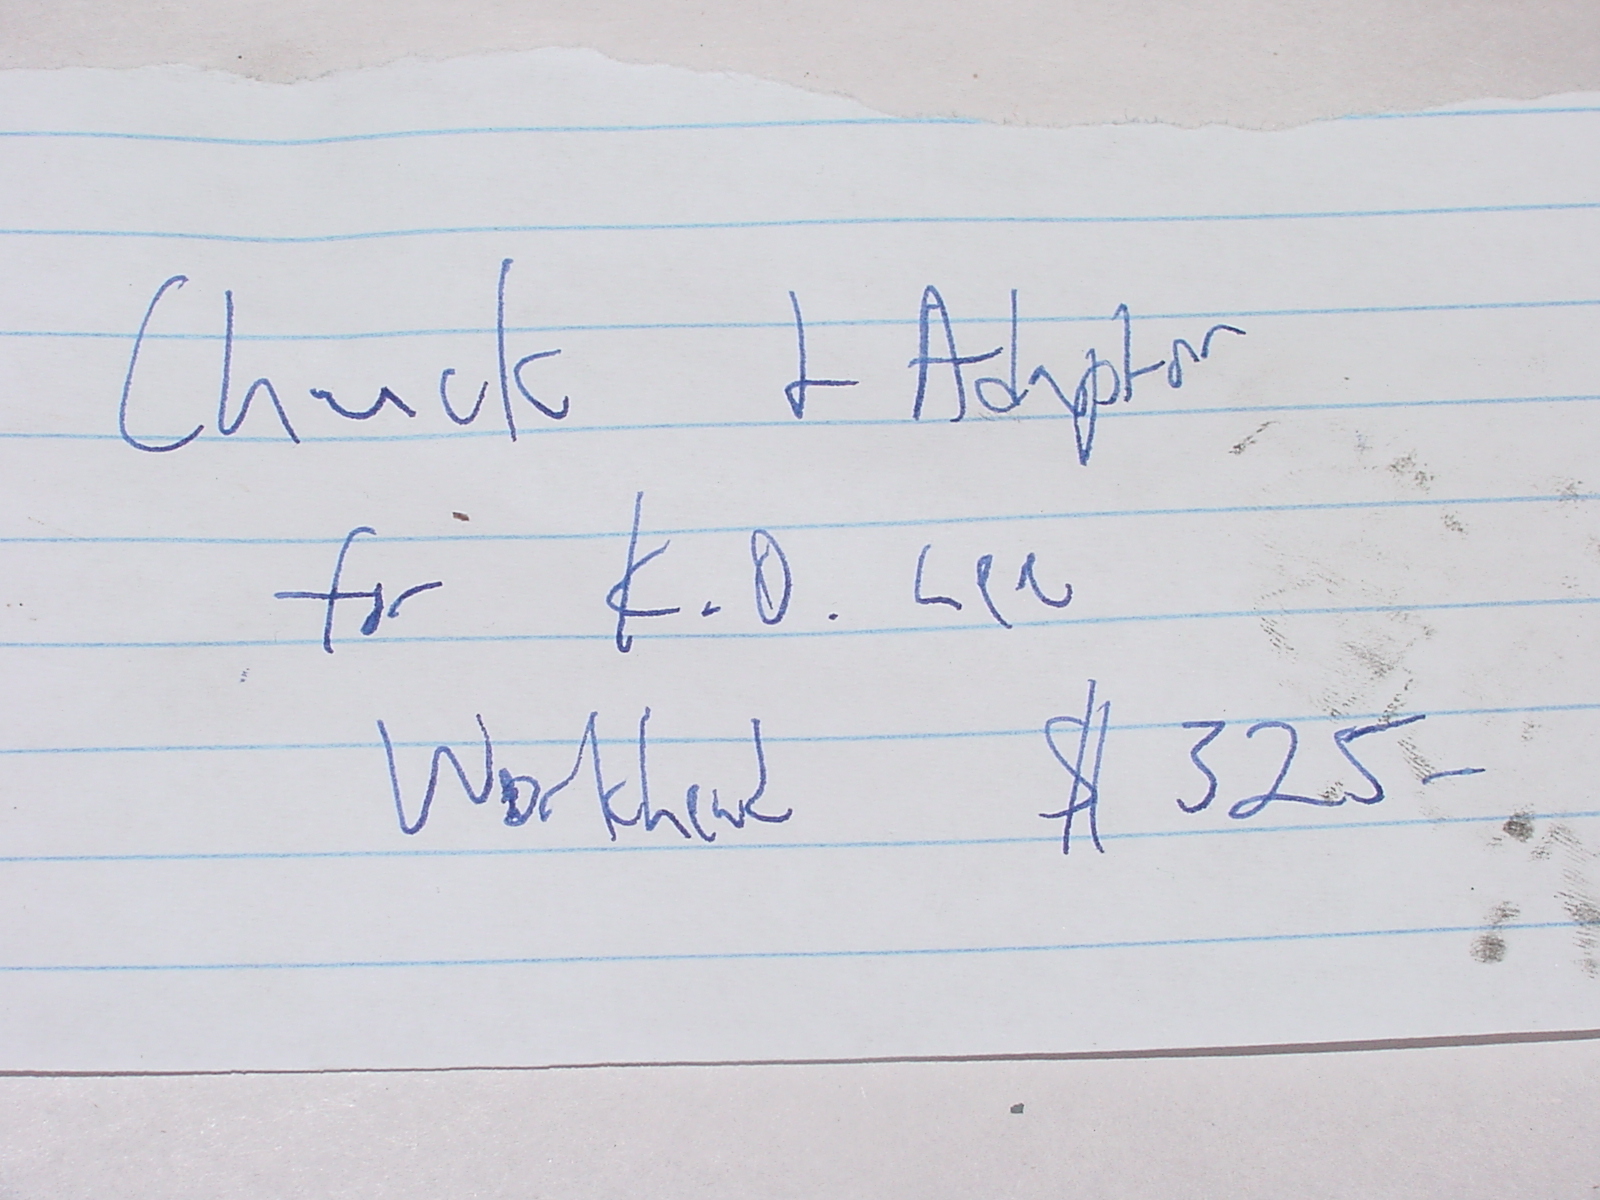 Chuck & Adaptor
for K.O. Lee
Workhead $325-